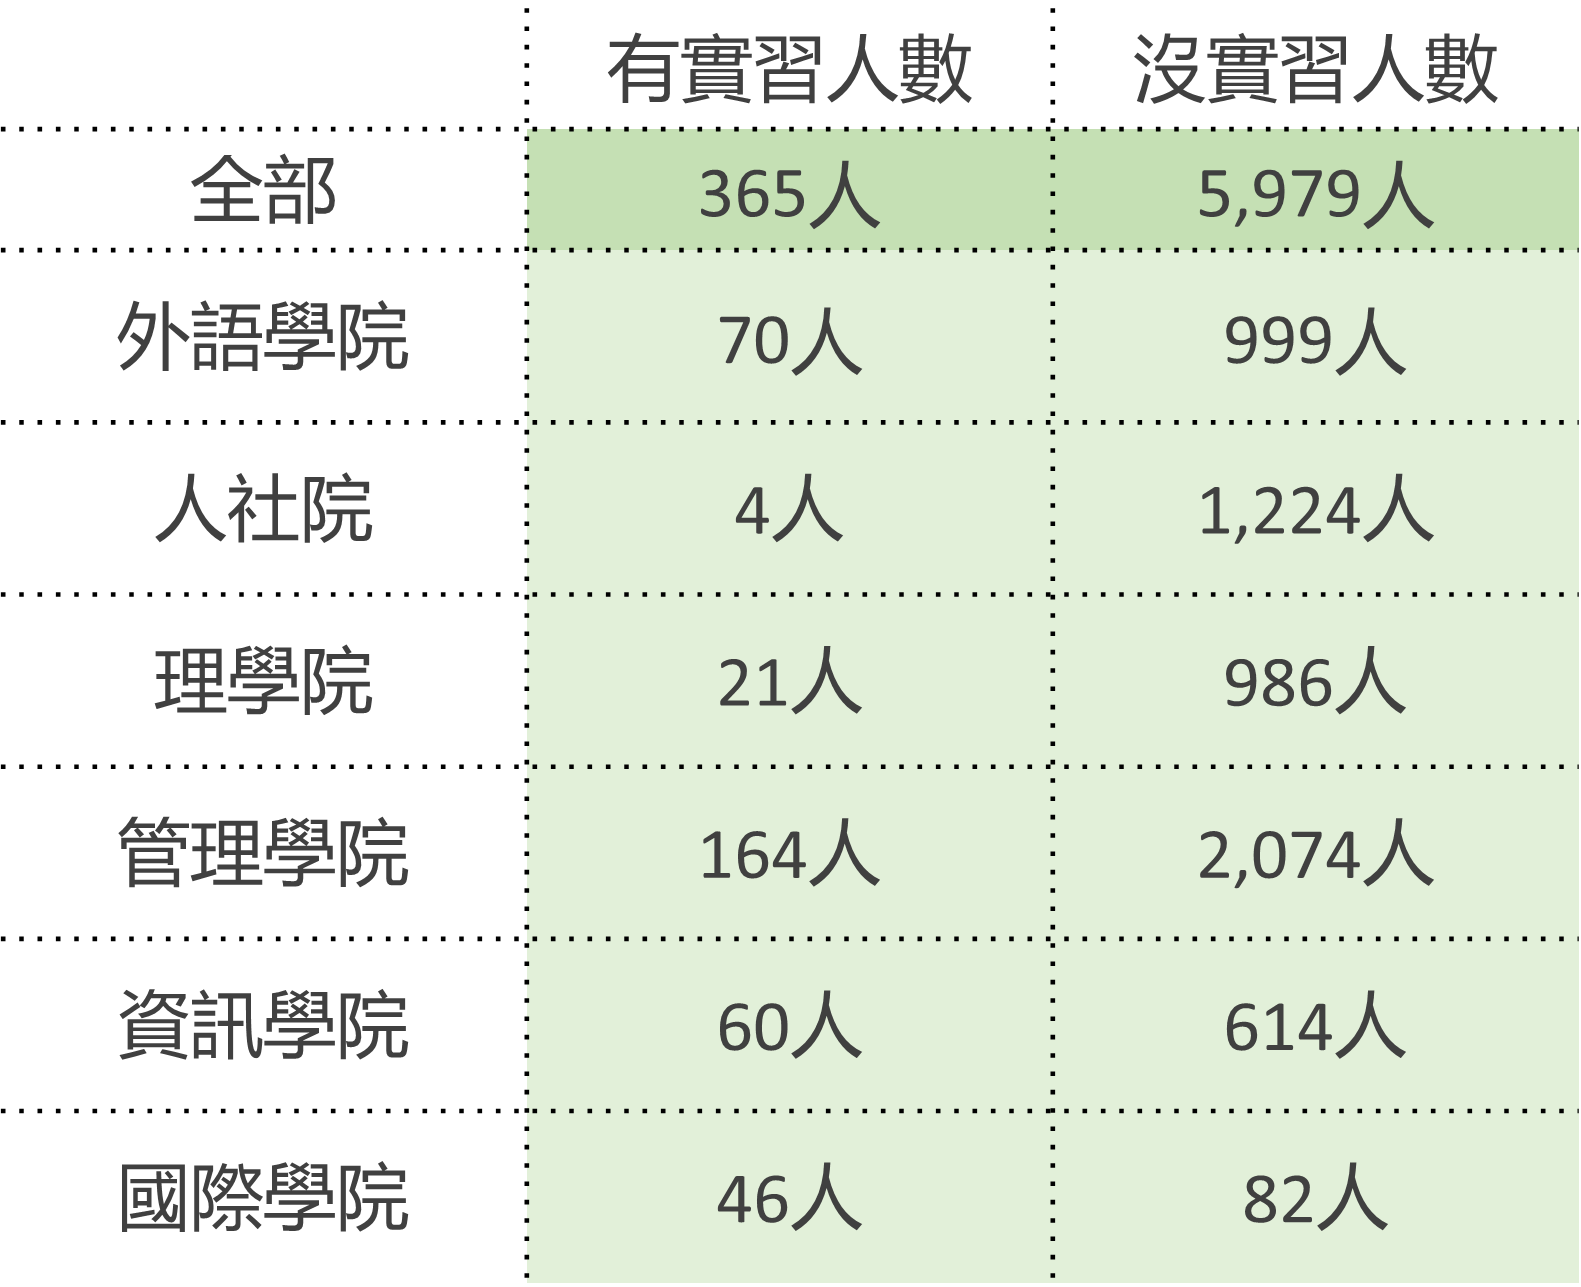 有實習人數 沒實習人數
全部 365人 5,979人
外語學院 70人 999人
人社院 4人 1,224人
理學院 21人 986人
管理學院 164人 2,074人
資訊學院 60人 614人
國際學院 46人 82人